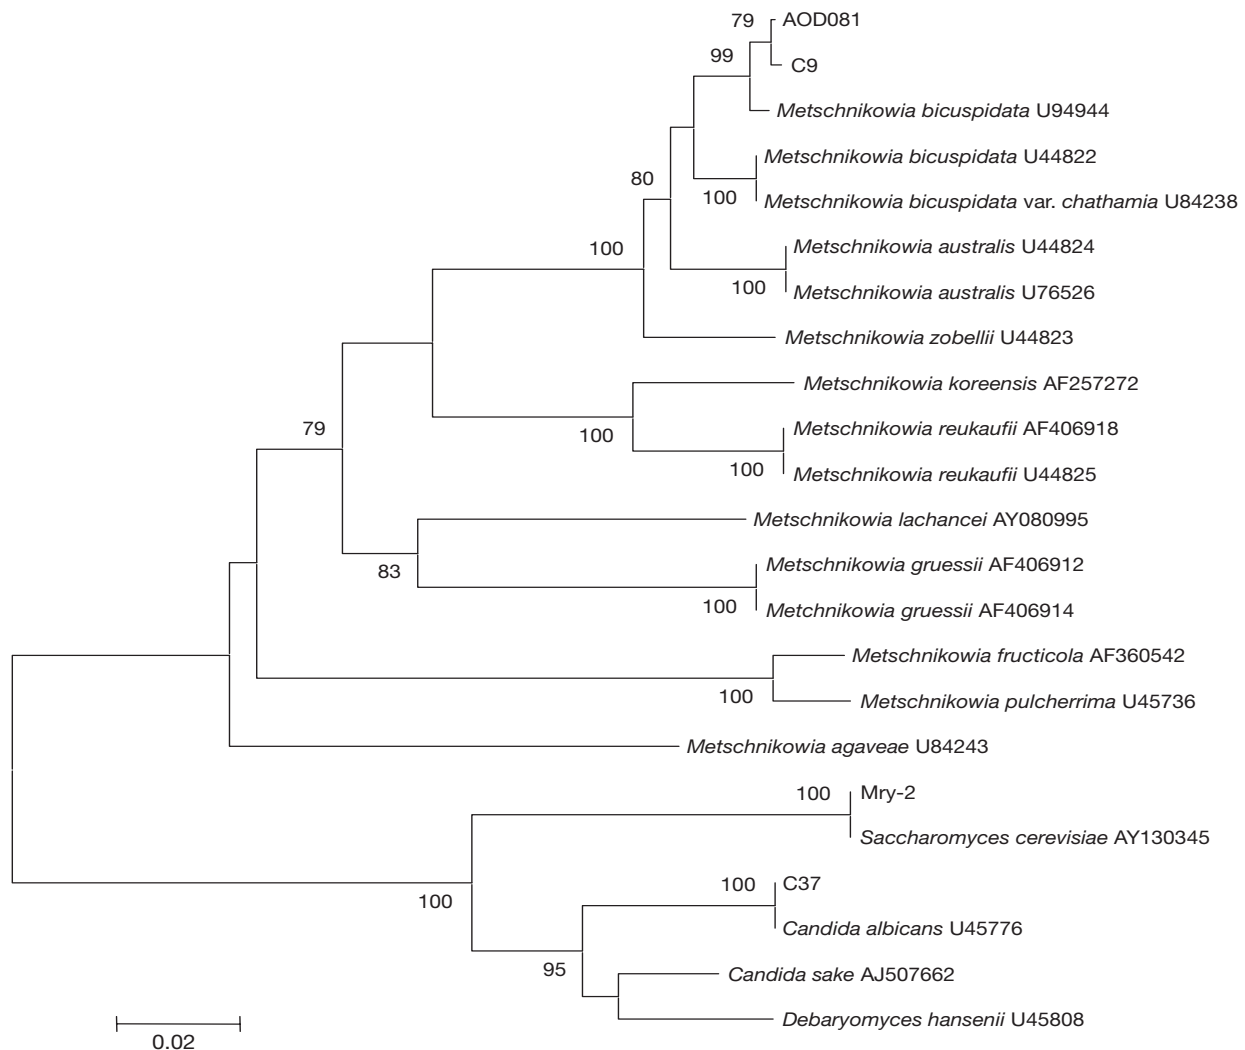 79
AOD081
99
C9
Metschnikowia bicuspidata U94944
Metschnikowia bicuspidata U44822
80
100
Metschnikowia bicuspidata var. chathamia U84238
100
Metschnikowia australis U44824
100
Metschnikowia australis U76526
Metschnikowia zobellii U44823
Metschnikowia koreensis AF257272
79
100
Metschnikowia reukaufii AF406918
100
Metschnikowia reukaufii U44825
Metschnikowia lachancei AY080995
83
Metschnikowia gruessii AF406912
100
Metchnikowia gruessii AF406914
Metschnikowia fructicola AF360542
100
Metschnikowia pulcherrima U45736
Metschnikowia agaveae U84243
100
Mry-2
Saccharomyces cerevisiae AY130345
100
100
C37
Candida albicans U45776
95
Candida sake AJ507662
Debaryomyces hansenii U45808
0.02